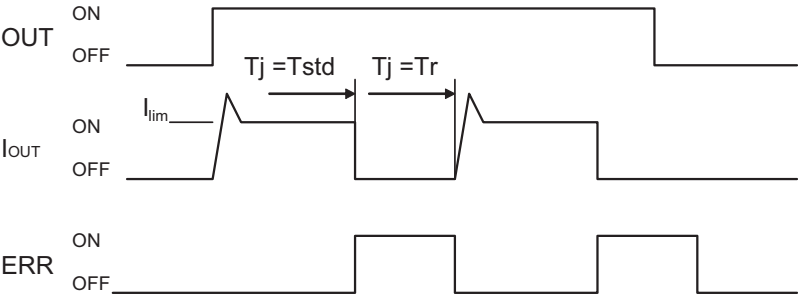 OUT
ON
OFF
Tj =Tstd
Tj =Tr
IOUT
Ilim
ON
OFF
ERR
ON
OFF